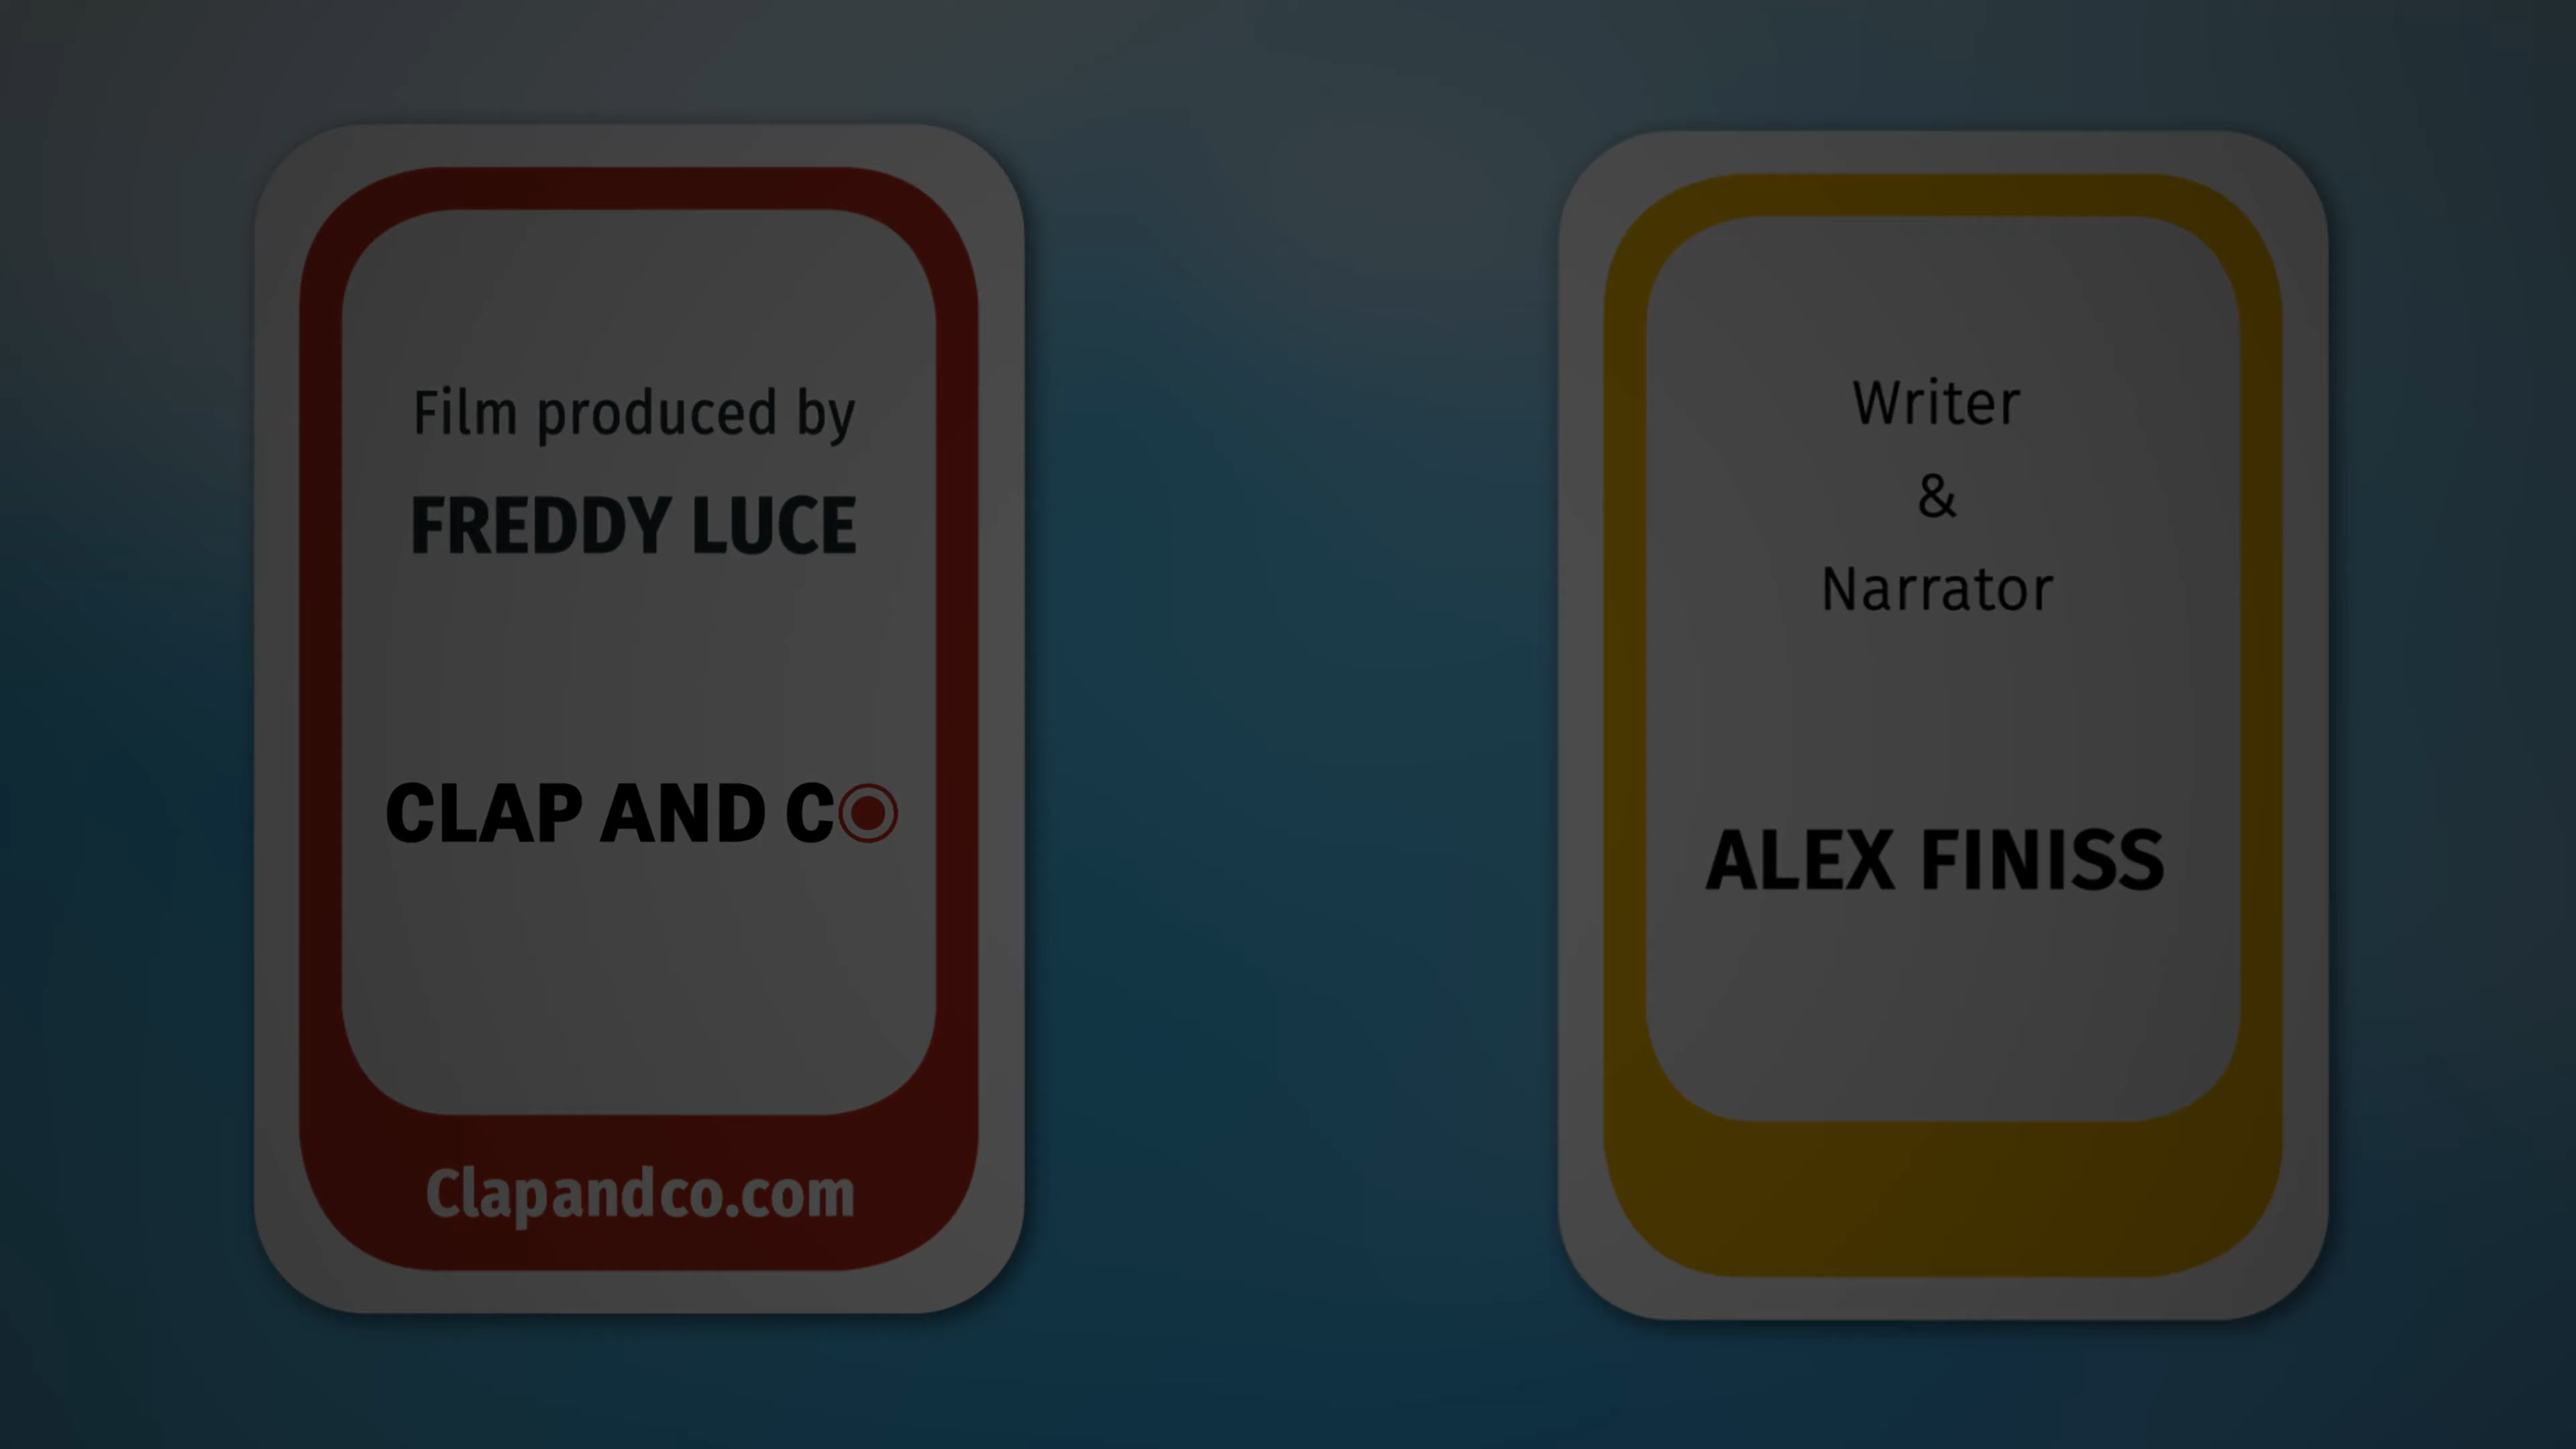 Film produced by
FREDDY LUCE
CLAP AND CO
Clapandco.com
Writer
&
Narrator
ALEX FINISS